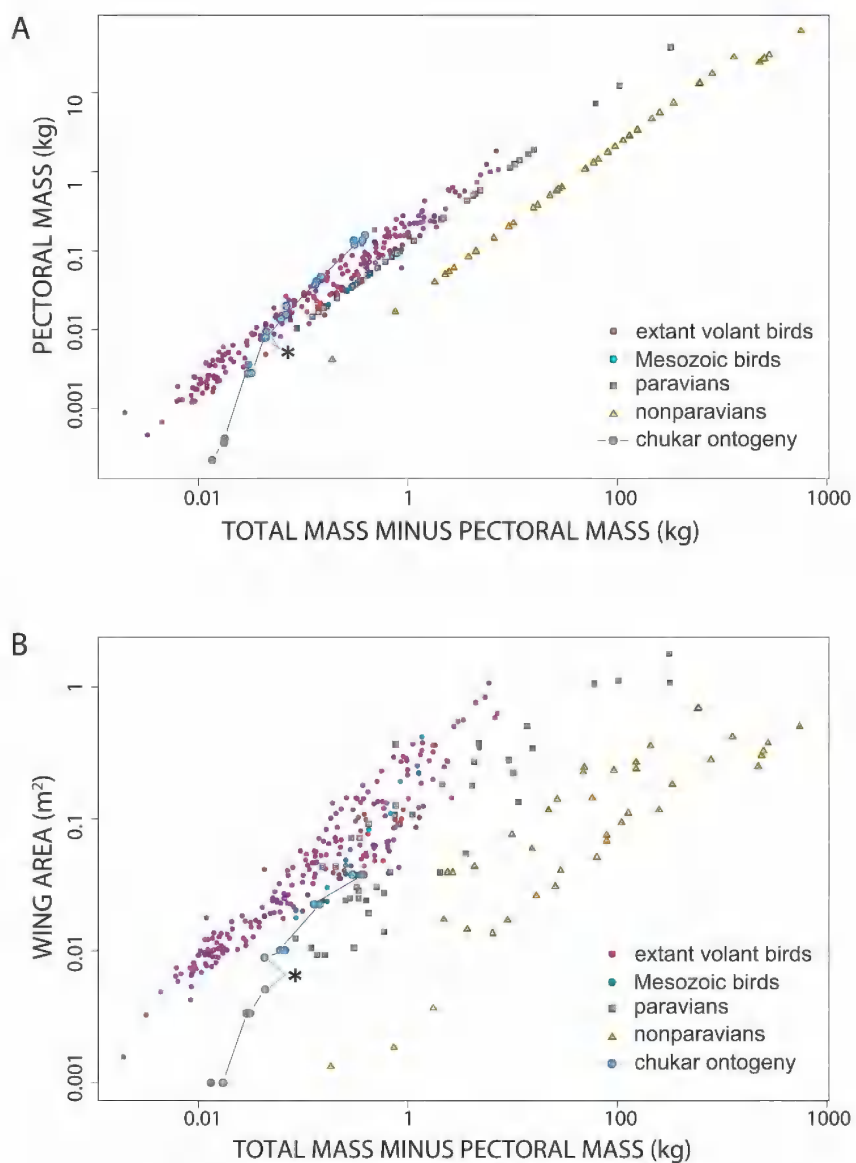 A
PECTORAL MASS (kg)
10
1
0.1
0.01
0.001
*
extant volant birds
Mesozoic birds
paravians
nonparavians
chukar ontogeny
0.01 1 100 1000
TOTAL MASS MINUS PECTORAL MASS (kg)
B
WING AREA (m²)
1
0.1
0.01
0.001
*
extant volant birds
Mesozoic birds
paravians
nonparavians
chukar ontogeny
0.01 1 100 1000
TOTAL MASS MINUS PECTORAL MASS (kg)